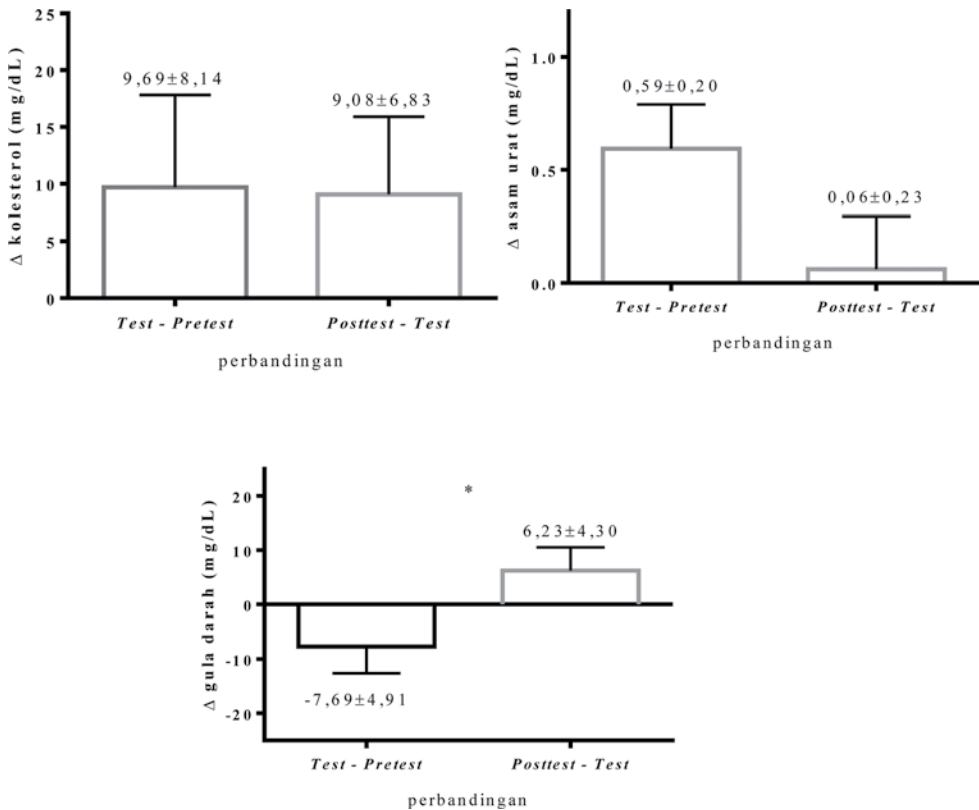 Δ kolesterol (mg/dL)
25
20
15
10
5
0
9,69±8,14
9,08±6,83
Test - Pretest
Posttest - Test
perbandingan
Δ asam urat (mg/dL)
1.0
0.5
0.0
0,59±0,20
0,06±0,23
Test - Pretest
Posttest - Test
perbandingan
Δ gula darah (mg/dL)
20
10
0
-10
-20
*
6,23±4,30
-7,69±4,91
Test - Pretest
Posttest - Test
perbandingan